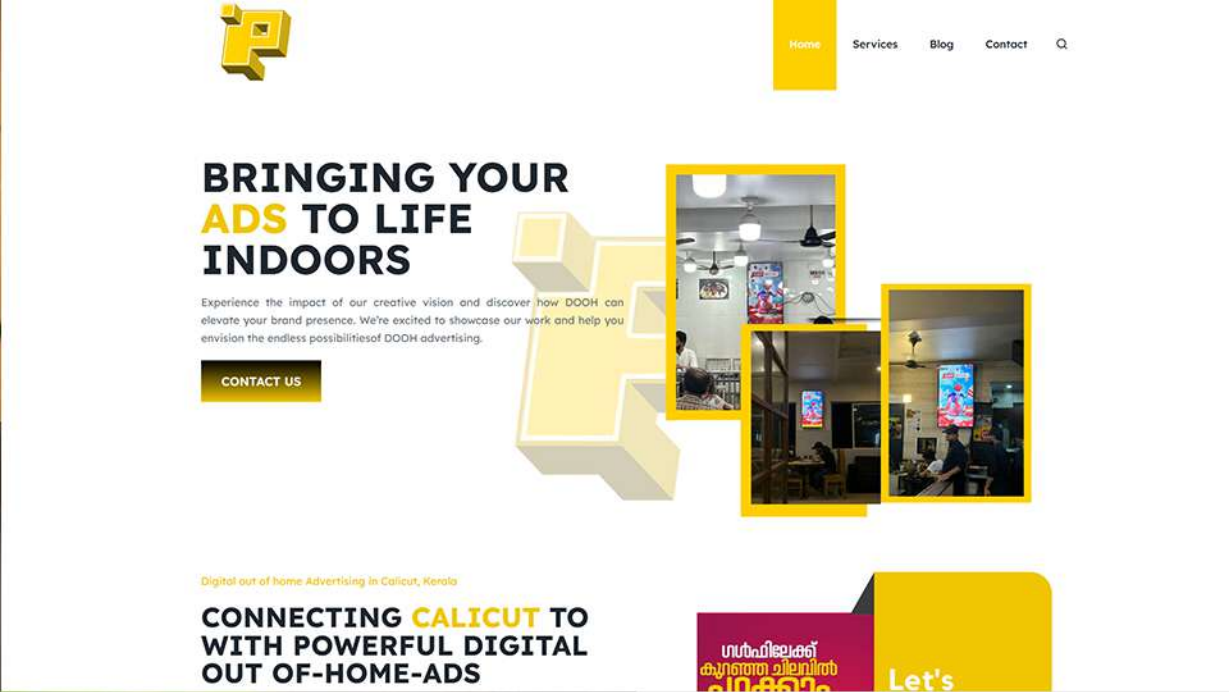 Home
Services
Blog
Contact
BRINGING YOUR
ADS TO LIFE
INDOORS
Experience the impact of our creative vision and discover how DOOH can
elevate your brand presence. We're excited to showcase our work and help you
envision the endless possibilitiesof DOOH advertising.
CONTACT US
Digital out of home Advertising in Calicut, Kerala
CONNECTING CALICUT TO
WITH POWERFUL DIGITAL
OUT OF-HOME-ADS
ഗൾഫിലേക്ക്
കുറഞ്ഞ ചിലവിൽ
പറക്കാം
Let's